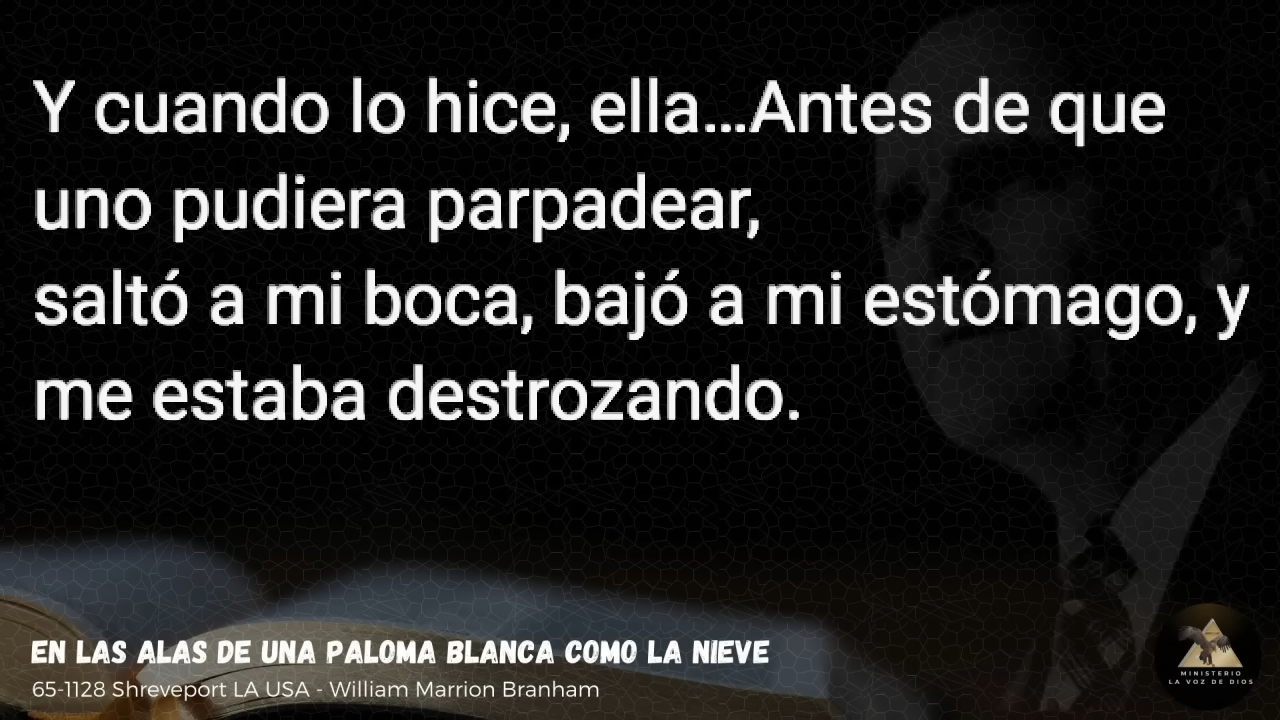 Y cuando lo hice, ella...Antes de que
uno pudiera parpadear,
saltó a mi boca, bajó a mi estómago, y
me estaba destrozando.
EN LAS ALAS DE UNA PALOMA BLANCA COMO LA NIEVE
65-1128 Shreveport LA USA - William Marrion Branham
MINISTERIO
LA VOZ DE DIOS